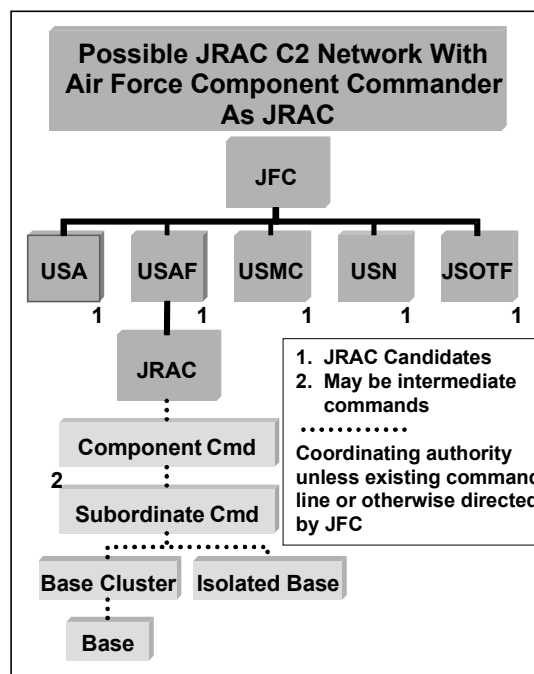 Possible JRAC C2 Network With
Air Force Component Commander
As JRAC
JFC
USA
USAF
USMC
USN
JSOTF
1
1
1
1
1
JRAC
1. JRAC Candidates
2. May be intermediate
commands
Coordinating authority
unless existing command
line or otherwise directed
by JFC
Component Cmd
2
Subordinate Cmd
Base Cluster
Isolated Base
Base